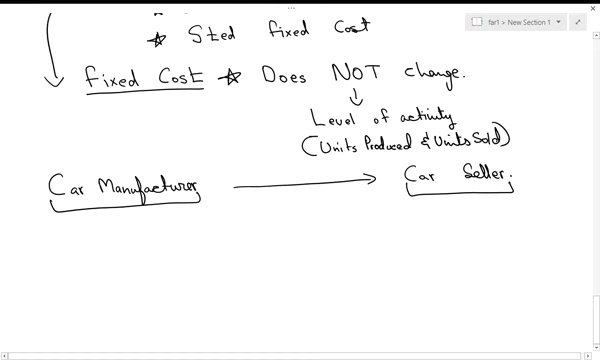 far1 > New Section 1
Sted fixed Cost
Fixed Cost Does NOT change.
Level of activity
(Units Produced & Units Sold)
Car Manufacturer Car Seller.